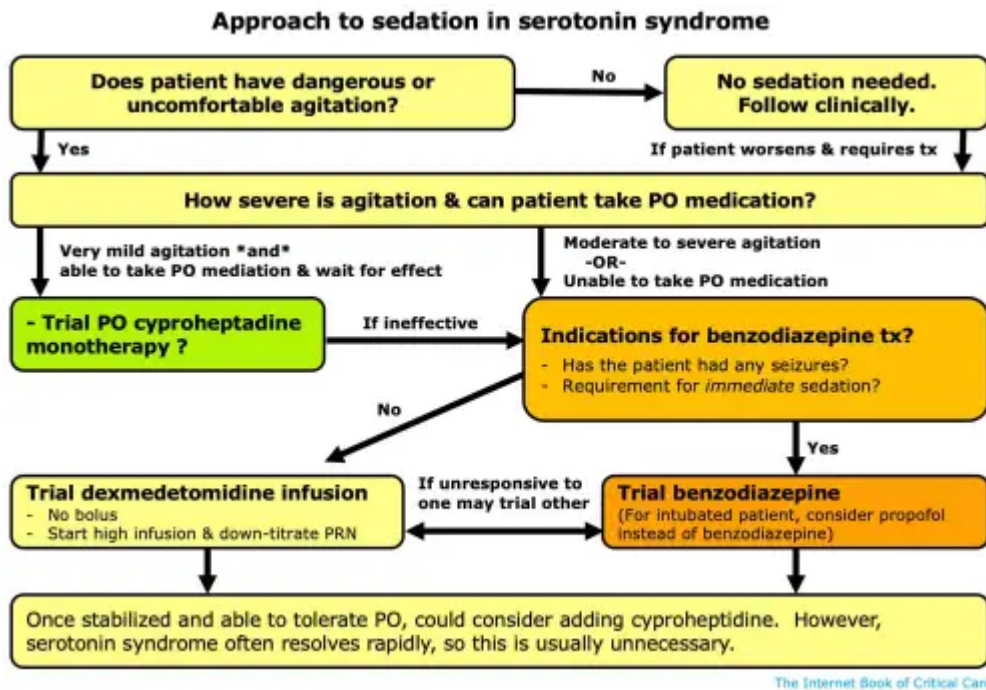 Approach to sedation in serotonin syndrome
Does patient have dangerous or
uncomfortable agitation?
No
No sedation needed.
Follow clinically.
Yes
If patient worsens & requires tx
How severe is agitation & can patient take PO medication?
Very mild agitation *and*
able to take PO mediation & wait for effect
Moderate to severe agitation
-OR-
Unable to take PO medication
- Trial PO cyproheptadine
monotherapy ?
If ineffective
Indications for benzodiazepine tx?
- Has the patient had any seizures?
- Requirement for immediate sedation?
No
Yes
Trial dexmedetomidine infusion
- No bolus
- Start high infusion & down-titrate PRN
If unresponsive to
one may trial other
Trial benzodiazepine
(For intubated patient, consider propofol
instead of benzodiazepine)
Once stabilized and able to tolerate PO, could consider adding cyproheptidine. However,
serotonin syndrome often resolves rapidly, so this is usually unnecessary.
The Internet Book of Critical Care